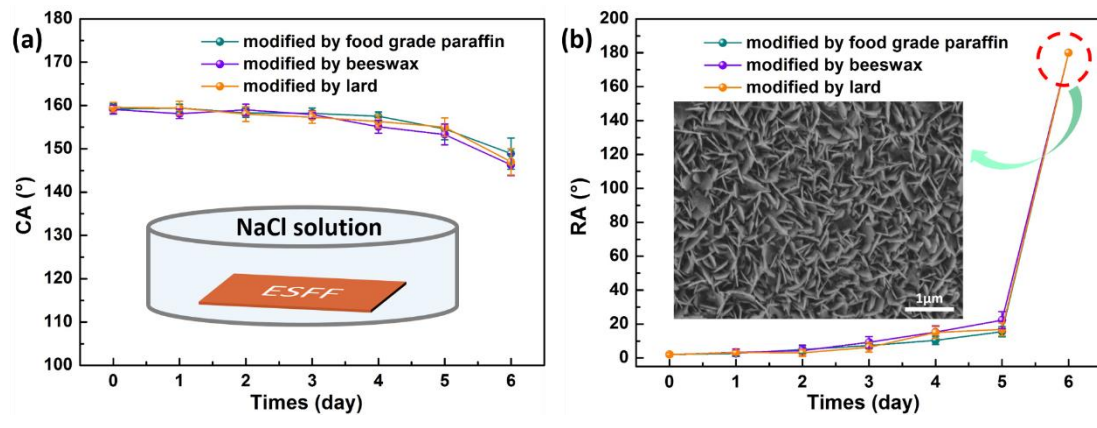 (a)
180
170
160
150
140
130
120
110
100
CA (°)
modified by food grade paraffin
modified by beeswax
modified by lard
NaCl solution
ESFF
0 1 2 3 4 5 6
Times (day)
(b)
200
180
160
140
120
100
80
60
40
20
0
RA (°)
modified by food grade paraffin
modified by beeswax
modified by lard
1μm
0 1 2 3 4 5 6
Times (day)